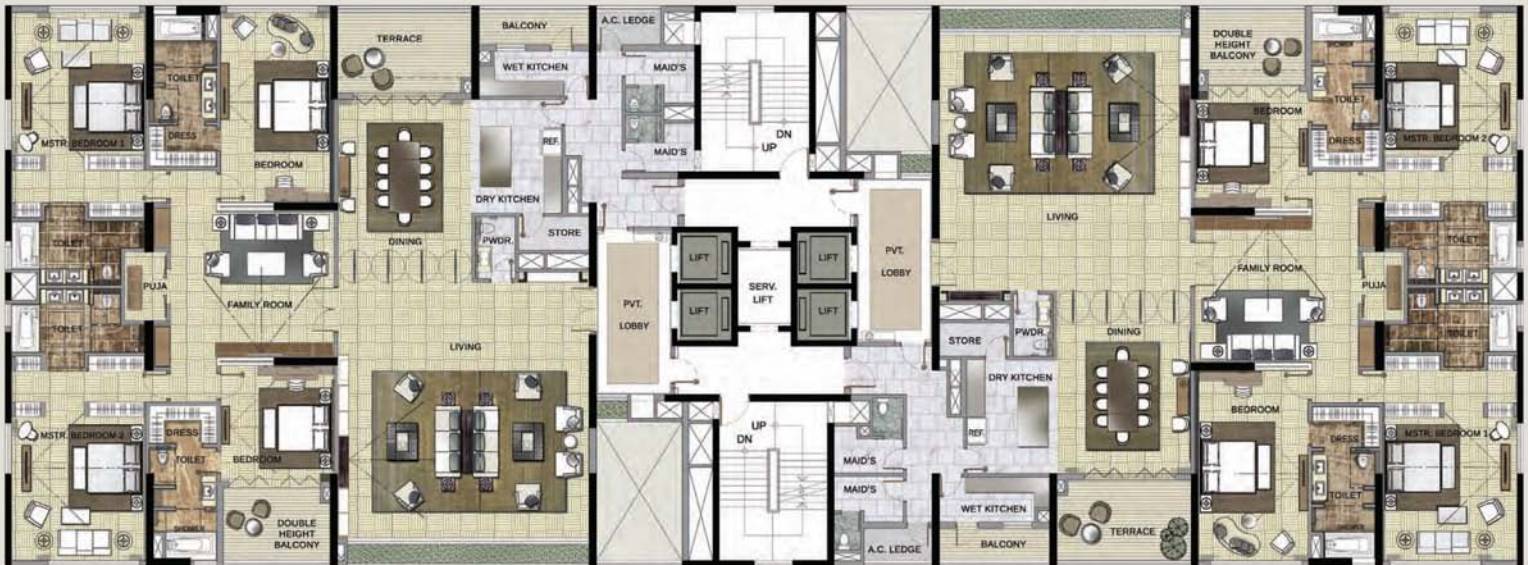 A.C. LEDGE
BALCONY
TERRACE
WET KITCHEN
MAID'S
TOILET
DRESS
MSTR. BEDROOM 1
BEDROOM
REF.
MAID'S
DN
UP
DRY KITCHEN
STORE
PWDR.
DINING
TOILET
PUJA
FAMILY ROOM
TOILET
LIVING
PVT.
LOBBY
LIFT
LIFT
SERV.
LIFT
LIFT
LIFT
PVT.
LOBBY
MSTR. BEDROOM 2
DRESS
TOILET
BEDROOM
SHOWER
DOUBLE
HEIGHT
BALCONY
UP
DN
DOUBLE
HEIGHT
BALCONY
SHOWER
TOILET
BEDROOM
DRESS
MSTR. BEDROOM 2
LIVING
TOILET
FAMILY ROOM
PUJA
PWDR.
STORE
DINING
DRY KITCHEN
REF.
BEDROOM
DRESS
MSTR. BEDROOM 1
TOILET
SHOWER
MAID'S
MAID'S
WET KITCHEN
TERRACE
BALCONY
A.C. LEDGE